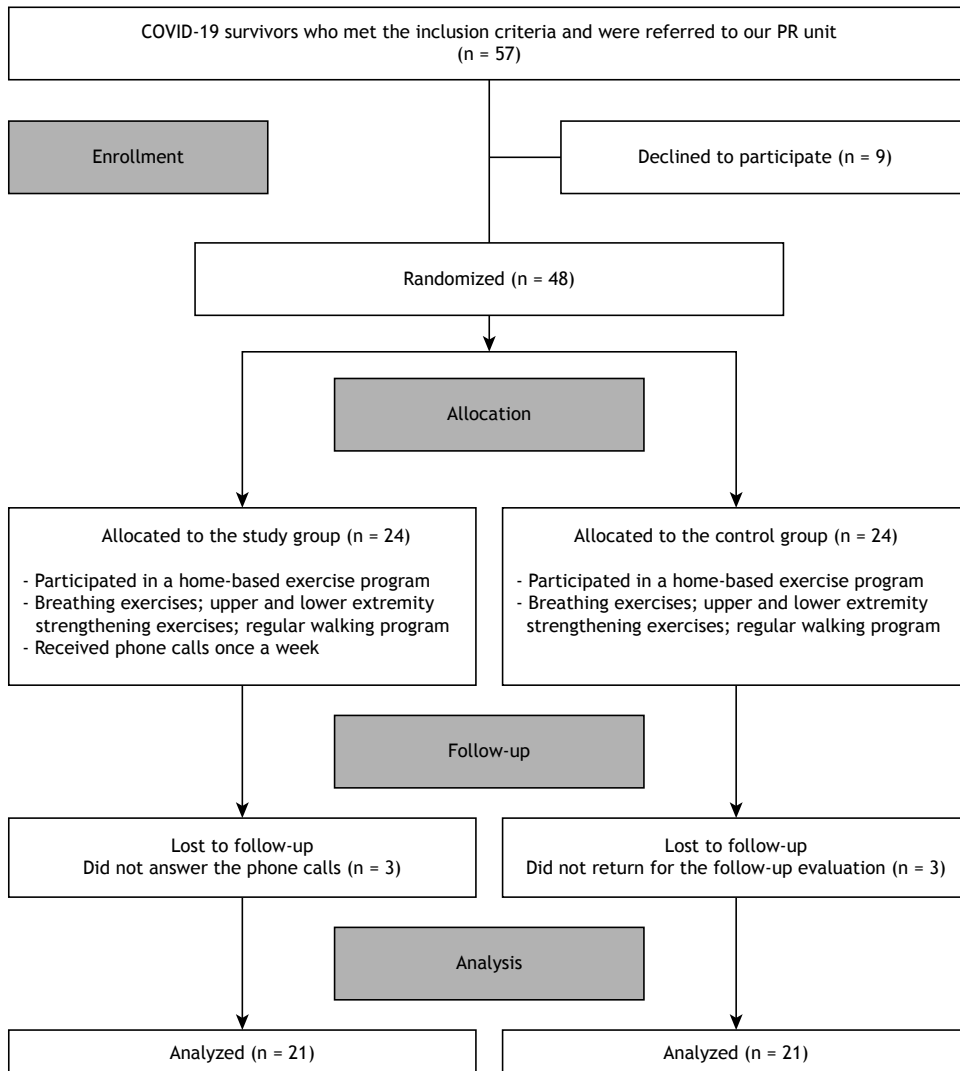 COVID-19 survivors who met the inclusion criteria and were referred to our PR unit
(n = 57)
Enrollment
Declined to participate (n = 9)
Randomized (n = 48)
Allocation
Allocated to the study group (n = 24)
- Participated in a home-based exercise program
- Breathing exercises; upper and lower extremity
strengthening exercises; regular walking program
- Received phone calls once a week
Allocated to the control group (n = 24)
- Participated in a home-based exercise program
- Breathing exercises; upper and lower extremity
strengthening exercises; regular walking program
Follow-up
Lost to follow-up
Did not answer the phone calls (n = 3)
Lost to follow-up
Did not return for the follow-up evaluation (n = 3)
Analysis
Analyzed (n = 21)
Analyzed (n = 21)